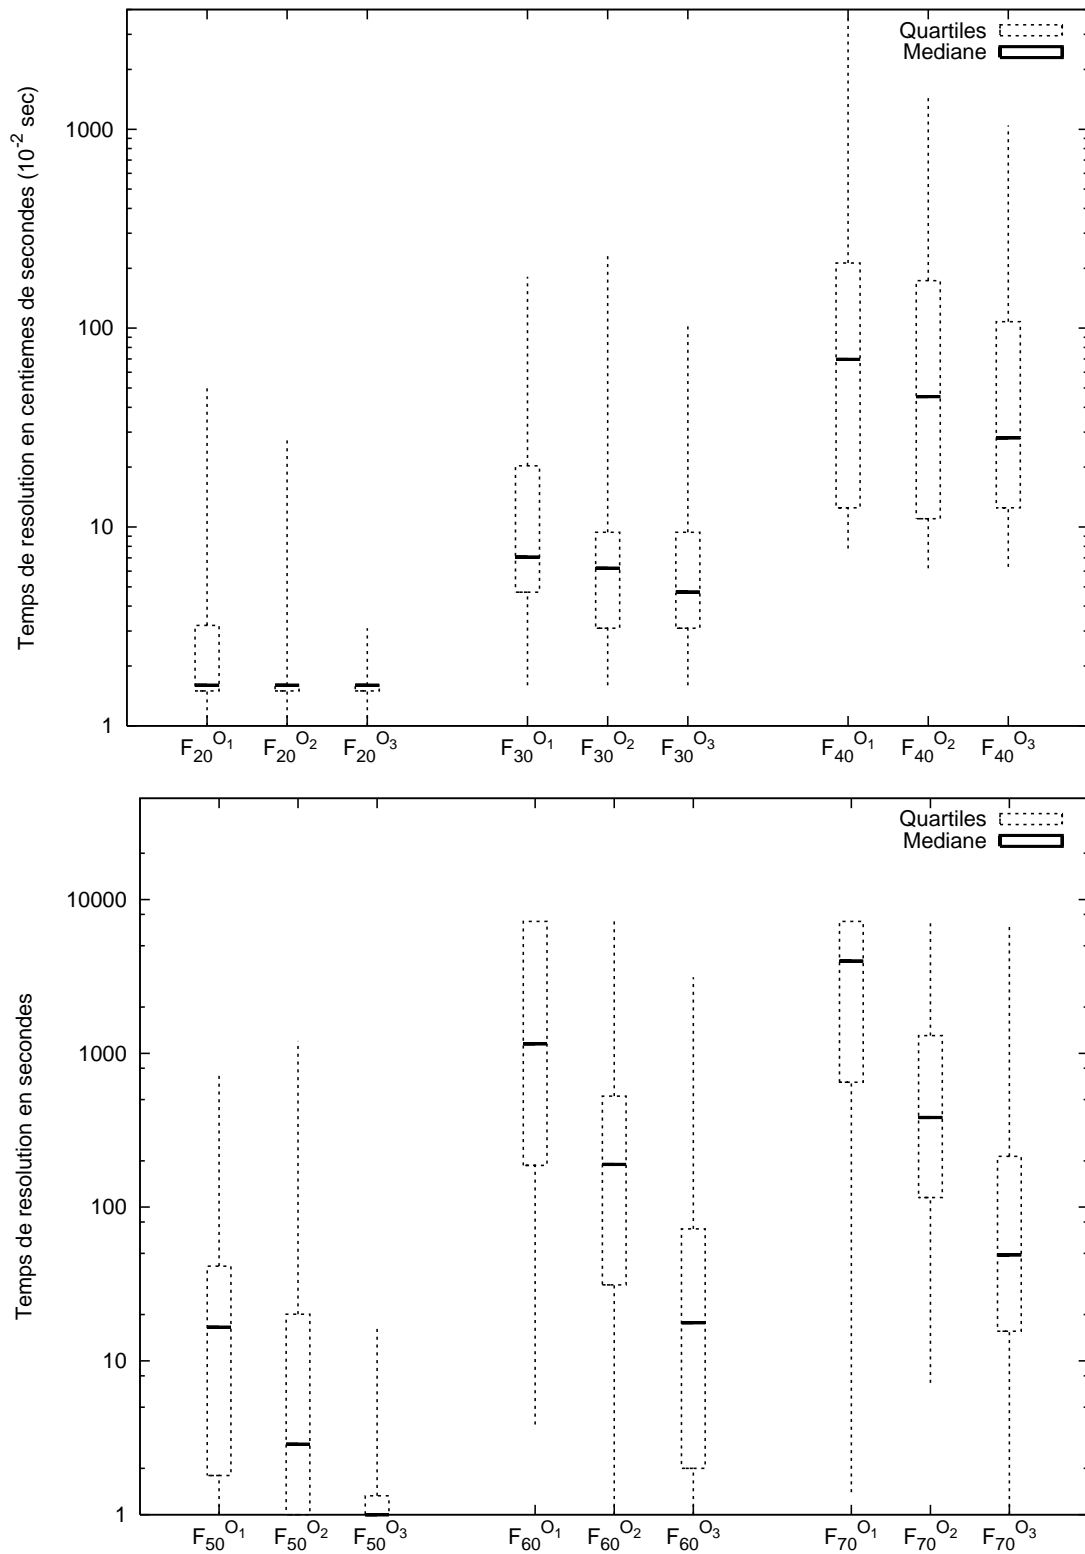 Quartiles
Mediane
Temps de resolution en centiemes de secondes (10^-2 sec)
1000
100
10
1
F20^O1 F20^O2 F20^O3 F30^O1 F30^O2 F30^O3 F40^O1 F40^O2 F40^O3
Quartiles
Mediane
Temps de resolution en secondes
10000
1000
100
10
1
F50^O1 F50^O2 F50^O3 F60^O1 F60^O2 F60^O3 F70^O1 F70^O2 F70^O3